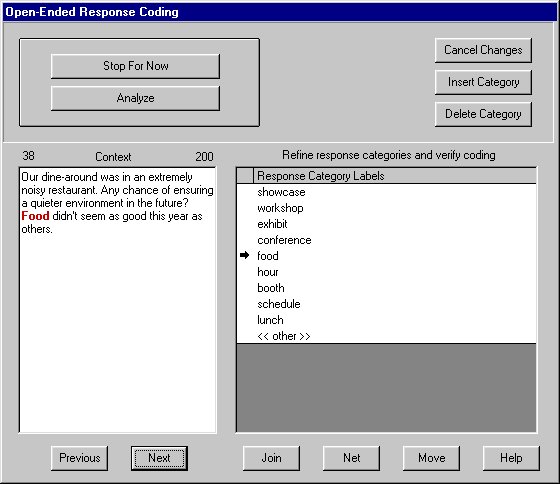 Open-Ended Response Coding
Stop For Now
Analyze
Cancel Changes
Insert Category
Delete Category
38 Context 200
Our dine-around was in an extremely
noisy restaurant. Any chance of ensuring
a quieter environment in the future?
Food didn't seem as good this year as
others.
Refine response categories and verify coding
Response Category Labels
showcase
workshop
exhibit
conference
food
hour
booth
schedule
lunch
<< other >>
Previous Next Join Net Move Help